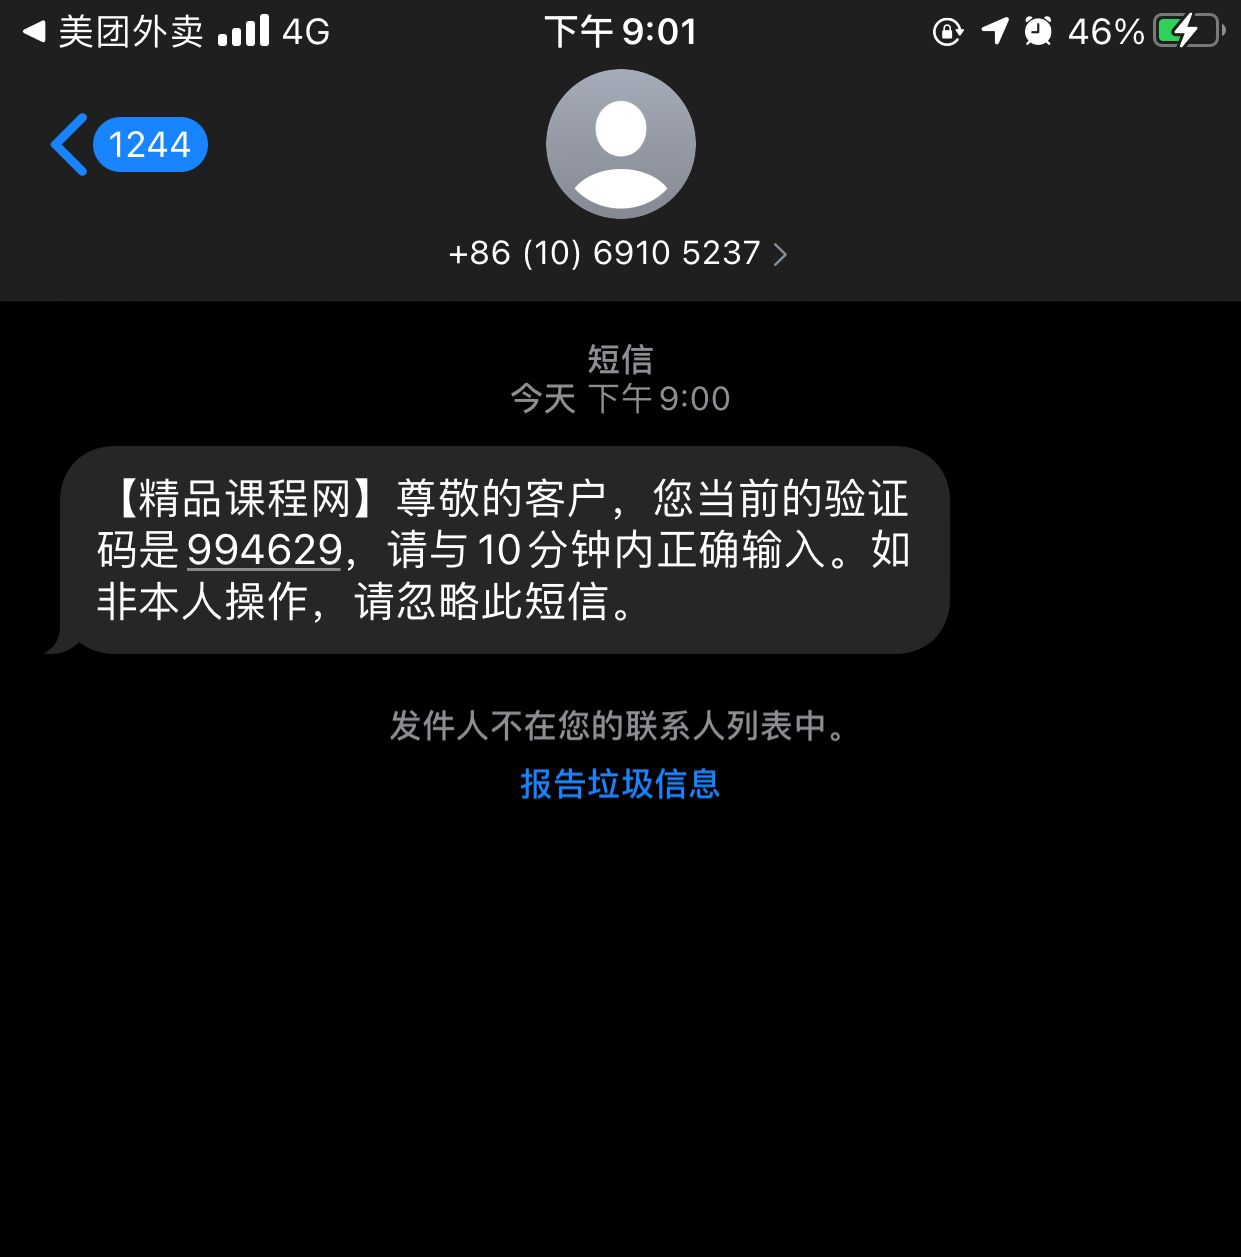 美团外卖 4G 下午 9:01 46%
1244
+86 (10) 6910 5237
短信
今天 下午 9:00
【精品课程网】尊敬的客户，您当前的验证
码是994629，请与10分钟内正确输入。如
非本人操作，请忽略此短信。
发件人不在您的联系人列表中。
报告垃圾信息